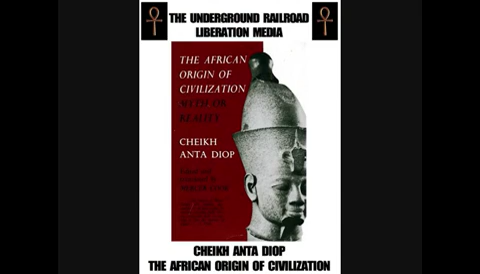 THE UNDERGROUND RAILROAD
LIBERATION MEDIA
THE AFRICAN
ORIGIN OF
CIVILIZATION
MYTH OR
REALITY
CHEIKH
ANTA DIOP
CHEIKH ANTA DIOP
THE AFRICAN ORIGIN OF CIVILIZATION